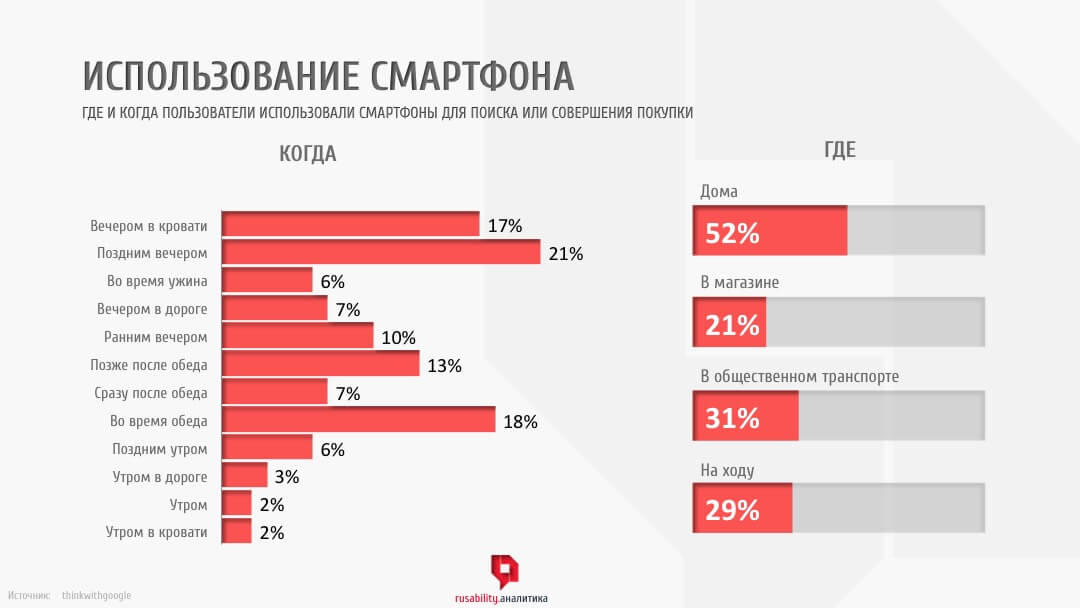 ИСПОЛЬЗОВАНИЕ СМАРТФОНА
ГДЕ И КОГДА ПОЛЬЗОВАТЕЛИ ИСПОЛЬЗОВАЛИ СМАРТФОНЫ ДЛЯ ПОИСКА ИЛИ СОВЕРШЕНИЯ ПОКУПКИ
КОГДА
Вечером в кровати 17%
Поздним вечером 21%
Во время ужина 6%
Вечером в дороге 7%
Ранним вечером 10%
Позже после обеда 13%
Сразу после обеда 7%
Во время обеда 18%
Поздним утром 6%
Утром в дороге 3%
Утром 2%
Утром в кровати 2%
ГДЕ
Дома
52%
В магазине
21%
В общественном транспорте
31%
На ходу
29%
Источник: thinkwithgoogle
rusability.аналитика